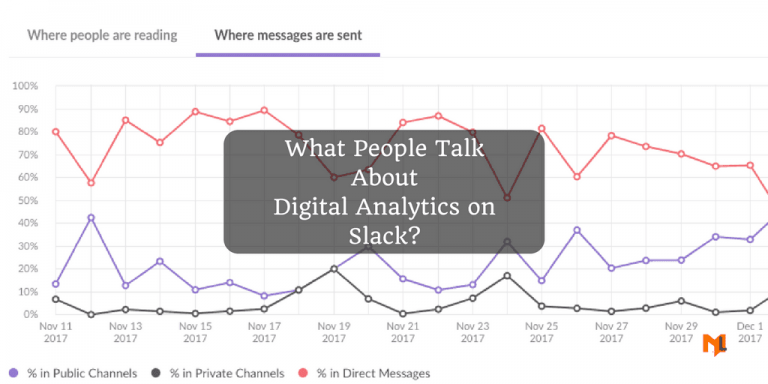 Where people are reading
Where messages are sent
100%
90%
80%
70%
60%
50%
40%
30%
20%
10%
0%
What People Talk
About
Digital Analytics on
Slack?
Nov 11
2017
Nov 13
2017
Nov 15
2017
Nov 17
2017
Nov 19
2017
Nov 21
2017
Nov 23
2017
Nov 25
2017
Nov 27
2017
Nov 29
2017
Dec 1
2017
ML
% in Public Channels
% in Private Channels
% in Direct Messages